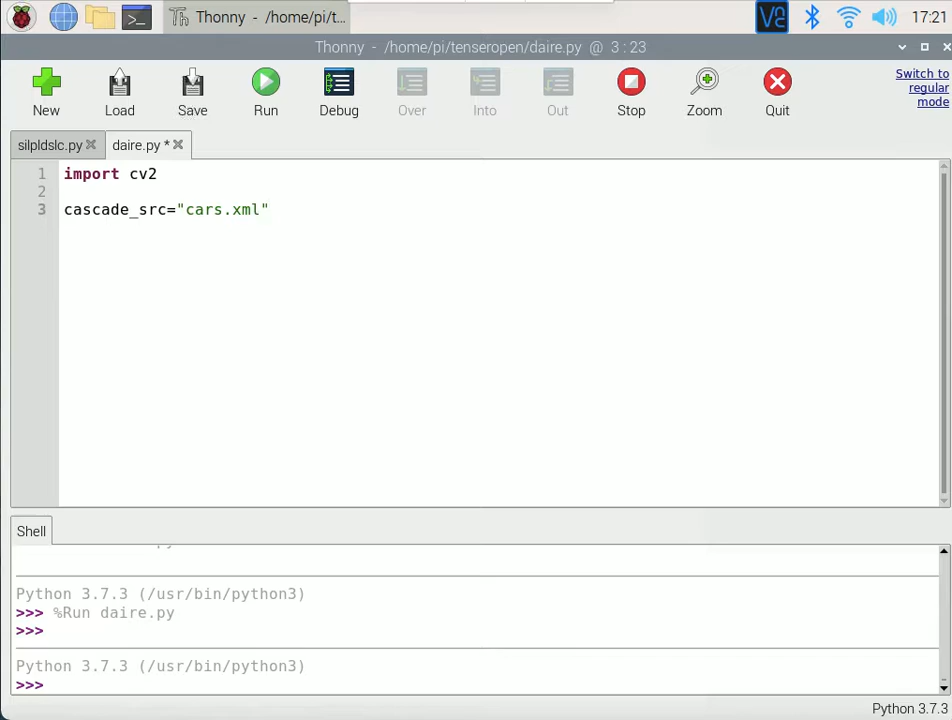 Thonny - /home/pi/t...
17:21
Thonny - /home/pi/tenseropen/daire.py @ 3 : 23
New Load Save Run Debug Over Into Out Stop Zoom Quit
Switch to
regular
mode
silpldslc.py daire.py *
1 import cv2
2
3 cascade_src="cars.xml"
Shell
Python 3.7.3 (/usr/bin/python3)
>>> %Run daire.py
>>>
Python 3.7.3 (/usr/bin/python3)
>>>
Python 3.7.3